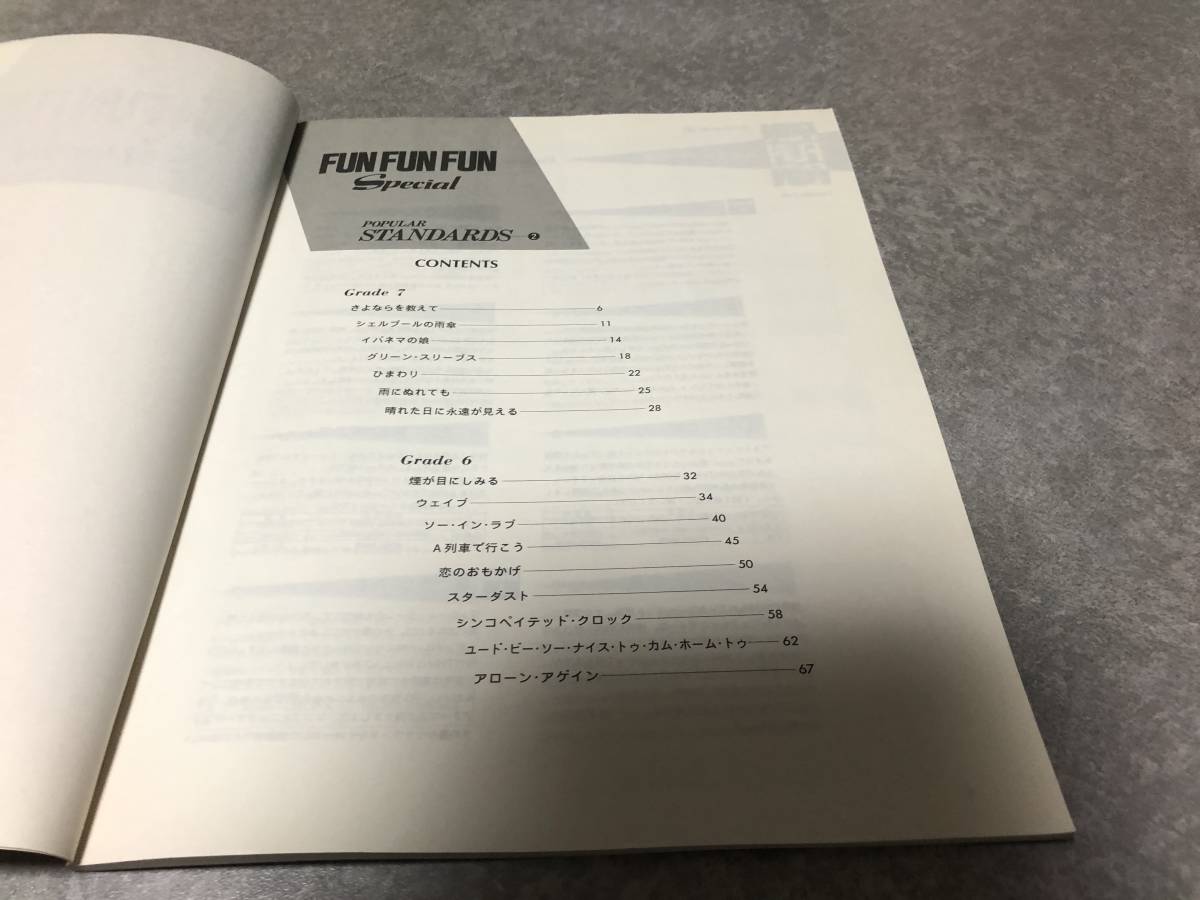 FUN FUN FUN
Special
POPULAR
STANDARDS 2
CONTENTS
Grade 7
さよならを教えて 6
シェルブールの雨傘 11
イパネマの娘 14
グリーン・スリーブス 18
ひまわり 22
雨にぬれても 25
晴れた日に永遠が見える 28
Grade 6
煙が目にしみる 32
ウェイブ 34
ソー・イン・ラブ 40
A列車で行こう 45
恋のおもかげ 50
スターダスト 54
シンコペイテッド・クロック 58
ユード・ビー・ソー・ナイス・トゥ・カム・ホーム・トゥ 62
アローン・アゲイン 67